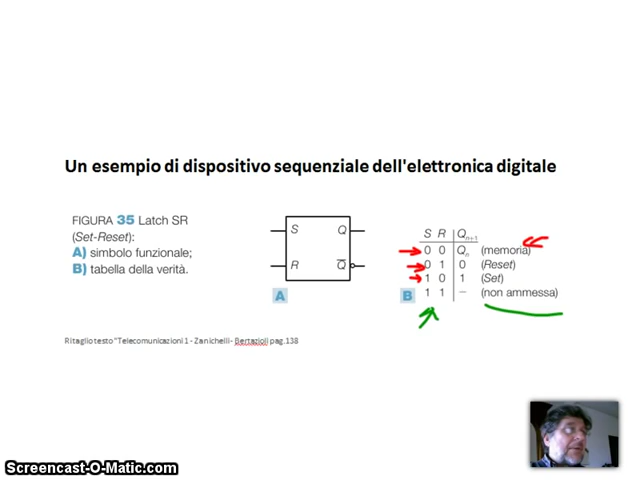 Un esempio di dispositivo sequenziale dell'elettronica digitale
FIGURA 35 Latch SR
(Set-Reset):
A) simbolo funzionale;
B) tabella della verità.
S Q
R Q̅
A
S R Qn+1
0 0 Qn (memoria)
0 1 0 (Reset)
1 0 1 (Set)
1 1 – (non ammessa)
B
Ritaglio testo "Telecomunicazioni 1 - Zanichelli- Bertazioli pag.138
Screencast-O-Matic.com